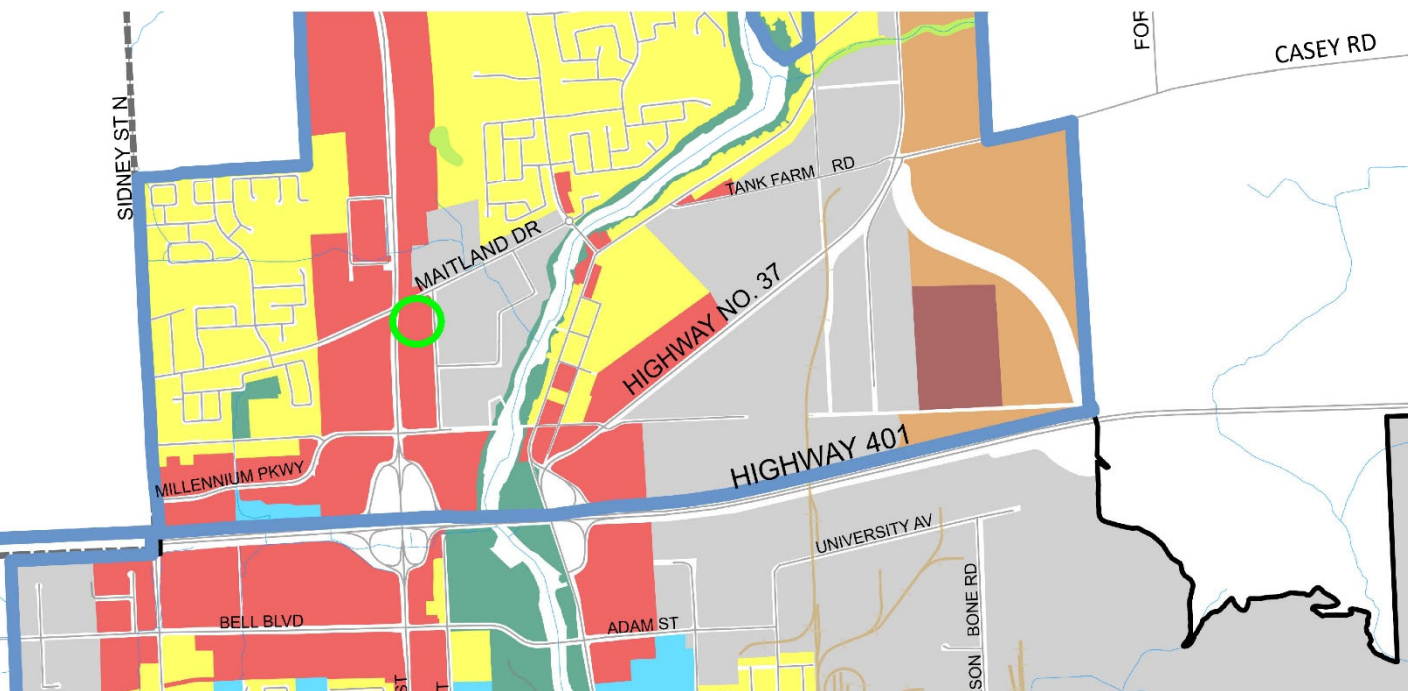 FOR
CASEY RD
SIDNEY ST N
TANK FARM RD
MAITLAND DR
HIGHWAY NO. 37
HIGHWAY 401
MILLENNIUM PKWY
UNIVERSITY AV
BELL BLVD
ADAM ST
SON BONE RD
ST
T